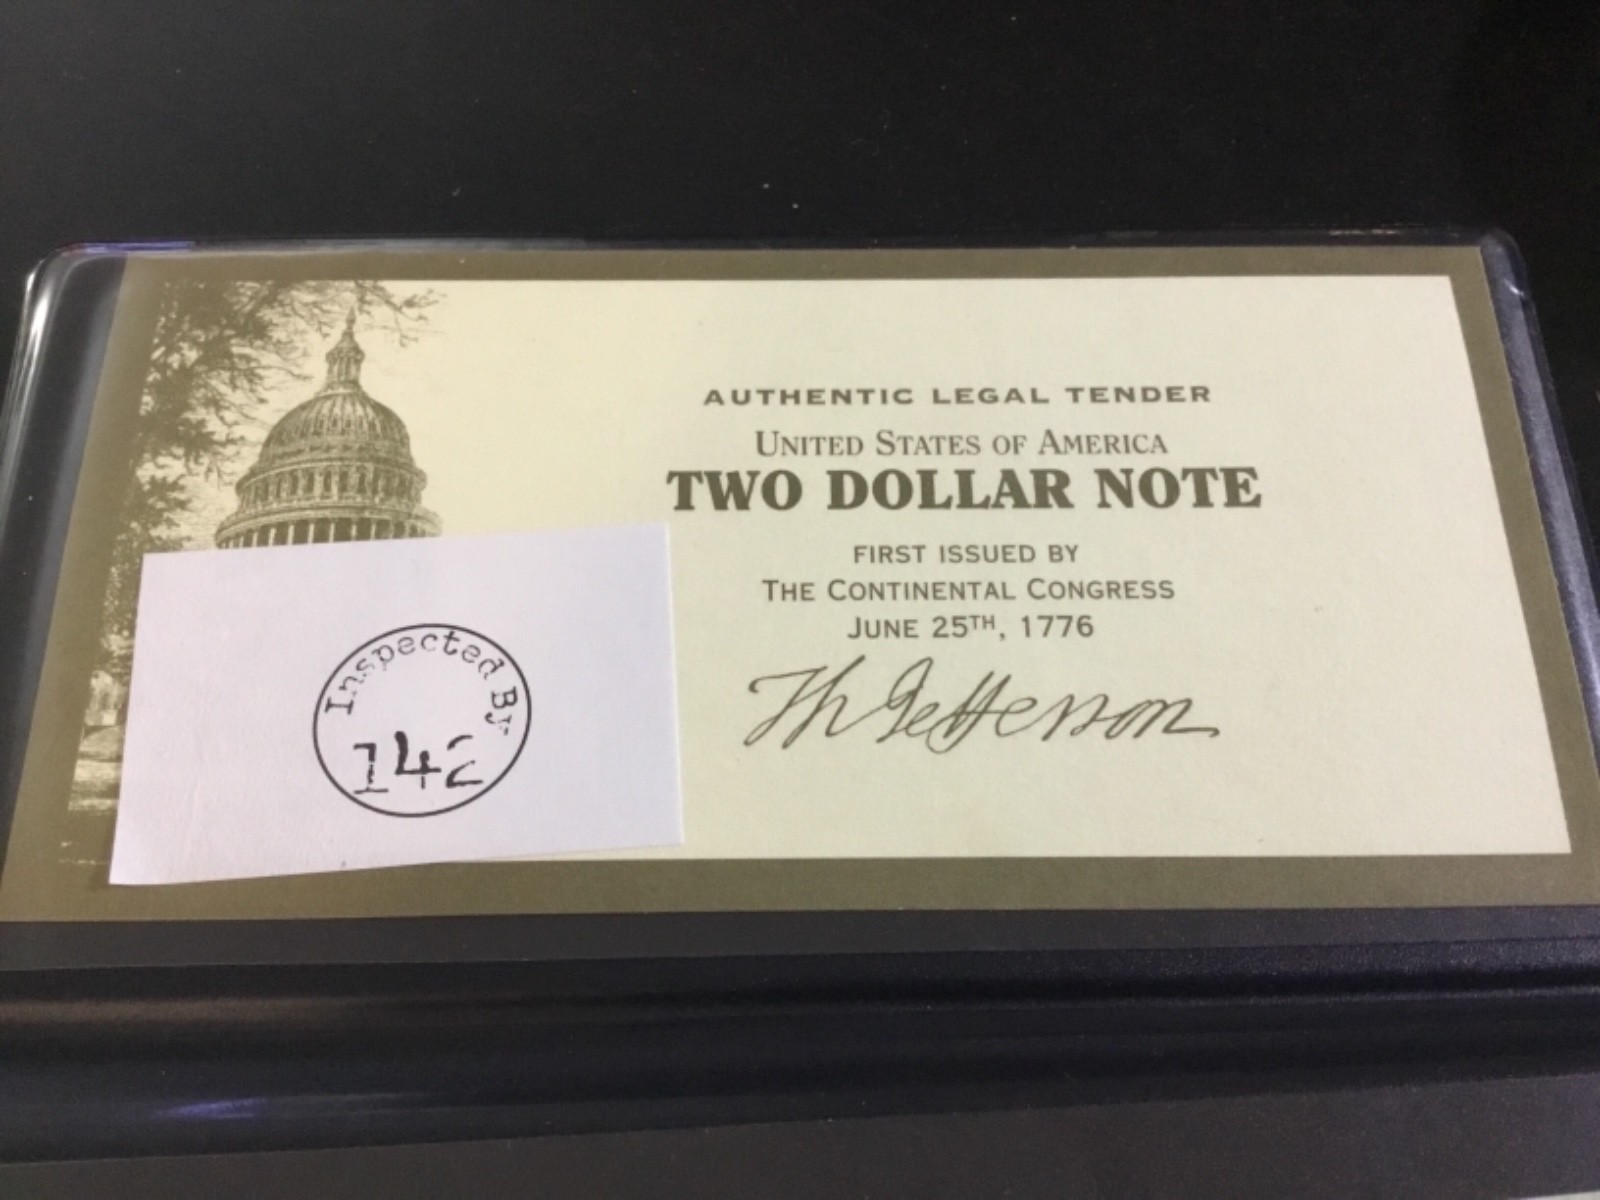 AUTHENTIC LEGAL TENDER
UNITED STATES OF AMERICA
TWO DOLLAR NOTE
FIRST ISSUED BY
THE CONTINENTAL CONGRESS
JUNE 25TH, 1776
Th Jefferson
Inspected By
142